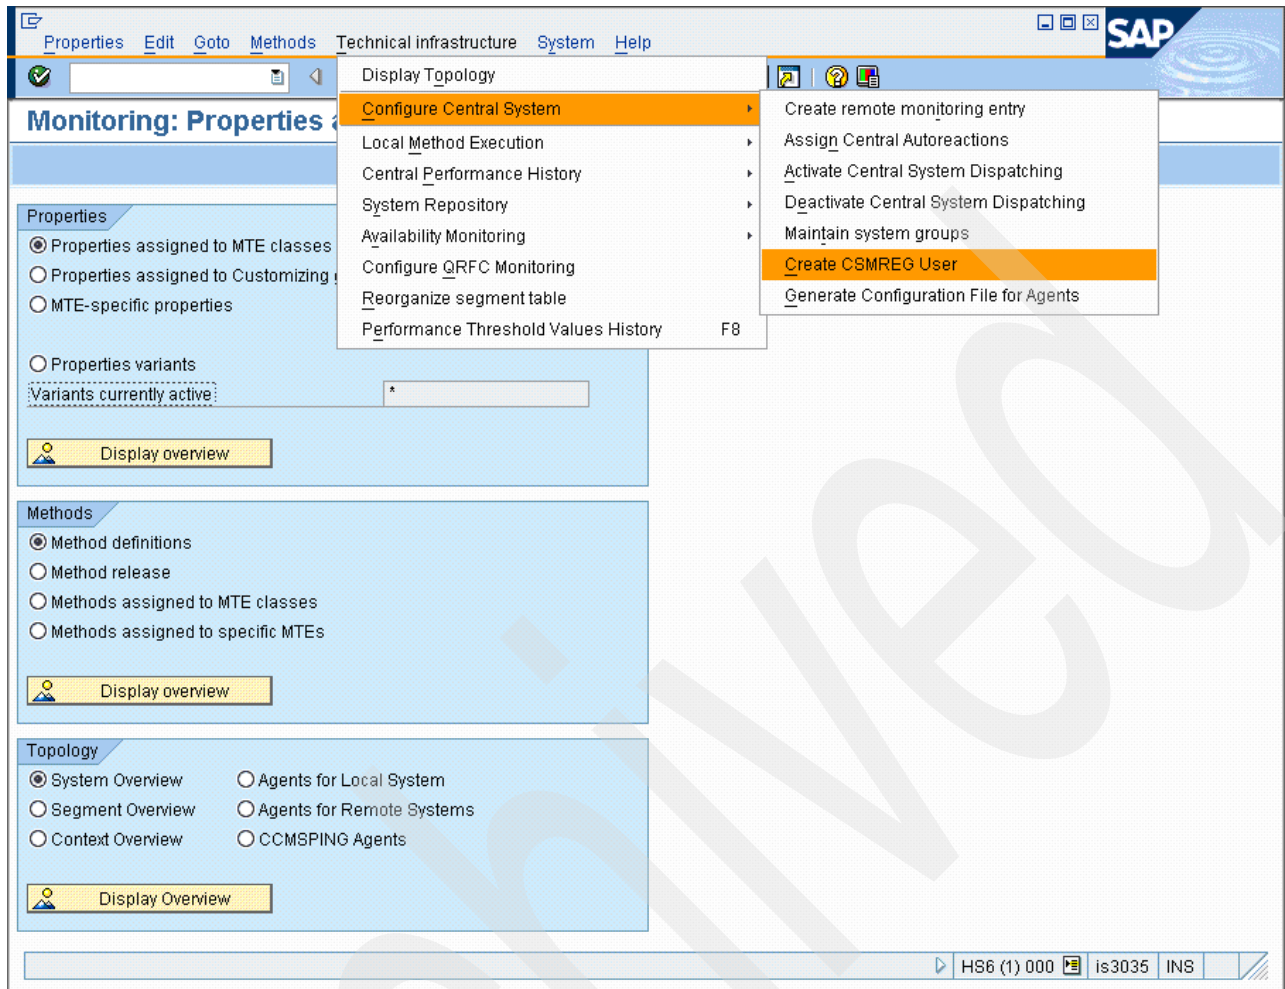 Properties Edit Goto Methods Technical infrastructure System Help
SAP
Display Topology
Configure Central System
Local Method Execution
Central Performance History
System Repository
Availability Monitoring
Configure QRFC Monitoring
Reorganize segment table
Performance Threshold Values History F8
Create remote monitoring entry
Assign Central Autoreactions
Activate Central System Dispatching
Deactivate Central System Dispatching
Maintain system groups
Create CSMREG User
Generate Configuration File for Agents
Monitoring: Properties
Properties
Properties assigned to MTE classes
Properties assigned to Customizing
MTE-specific properties
Properties variants
Variants currently active *
Display overview
Methods
Method definitions
Method release
Methods assigned to MTE classes
Methods assigned to specific MTEs
Display overview
Topology
System Overview Agents for Local System
Segment Overview Agents for Remote Systems
Context Overview CCMSPING Agents
Display Overview
HS6 (1) 000 is3035 INS